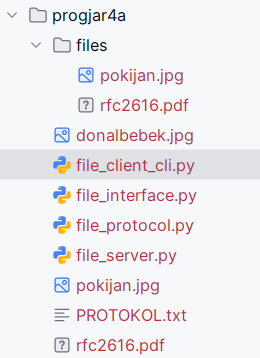 progjar4a
files
pokijan.jpg
rfc2616.pdf
donalbebek.jpg
file_client_cli.py
file_interface.py
file_protocol.py
file_server.py
pokijan.jpg
PROTOKOL.txt
rfc2616.pdf